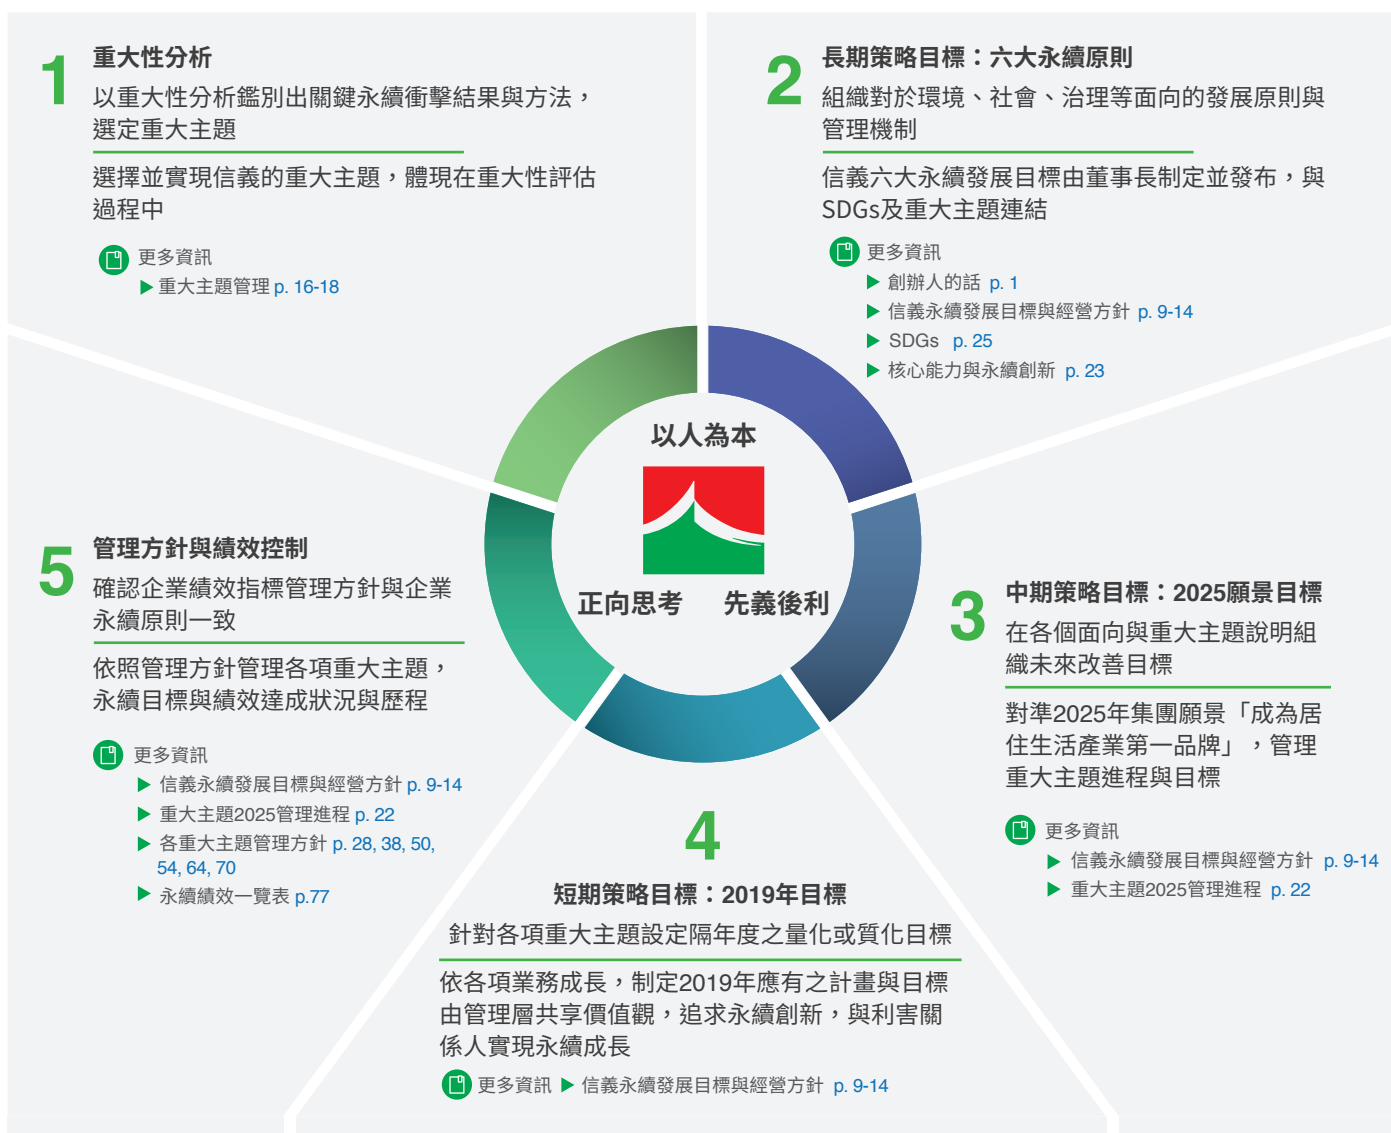 1
重大性分析
以重大性分析鑑別出關鍵永續衝擊結果與方法，
選定重大主題
選擇並實現信義的重大主題，體現在重大性評估
過程中
更多資訊
重大主題管理 p. 16-18
2
長期策略目標：六大永續原則
組織對於環境、社會、治理等面向的發展原則與
管理機制
信義六大永續發展目標由董事長制定並發布，與
SDGs及重大主題連結
更多資訊
創辦人的話 p. 1
信義永續發展目標與經營方針 p. 9-14
SDGs p. 25
核心能力與永續創新 p. 23
以人為本
正向思考 先義後利
3
中期策略目標：2025願景目標
在各個面向與重大主題說明組
織未來改善目標
對準2025年集團願景「成為居
住生活產業第一品牌」，管理
重大主題進程與目標
更多資訊
信義永續發展目標與經營方針 p. 9-14
重大主題2025管理進程 p. 22
4
短期策略目標：2019年目標
針對各項重大主題設定隔年度之量化或質化目標
依各項業務成長，制定2019年應有之計畫與目標
由管理層共享價值觀，追求永續創新，與利害關
係人實現永續成長
更多資訊 信義永續發展目標與經營方針 p. 9-14
5
管理方針與績效控制
確認企業績效指標管理方針與企業
永續原則一致
依照管理方針管理各項重大主題，
永續目標與績效達成狀況與歷程
更多資訊
信義永續發展目標與經營方針 p. 9-14
重大主題2025管理進程 p. 22
各重大主題管理方針 p. 28, 38, 50,
54, 64, 70
永續績效一覽表 p.77